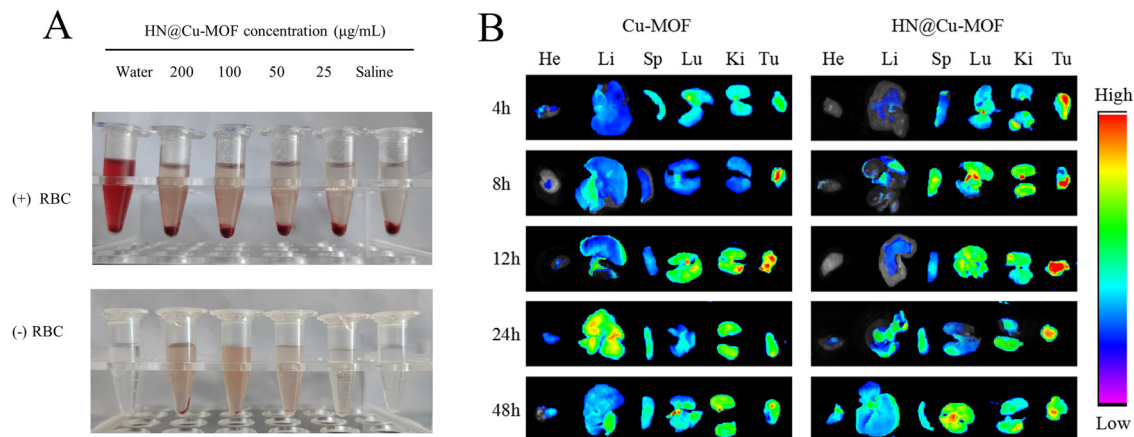 A
HN@Cu-MOF concentration (μg/mL)
Water 200 100 50 25 Saline
(+) RBC
(-) RBC
B
Cu-MOF HN@Cu-MOF
He Li Sp Lu Ki Tu He Li Sp Lu Ki Tu
4h
8h
12h
24h
48h
High
Low